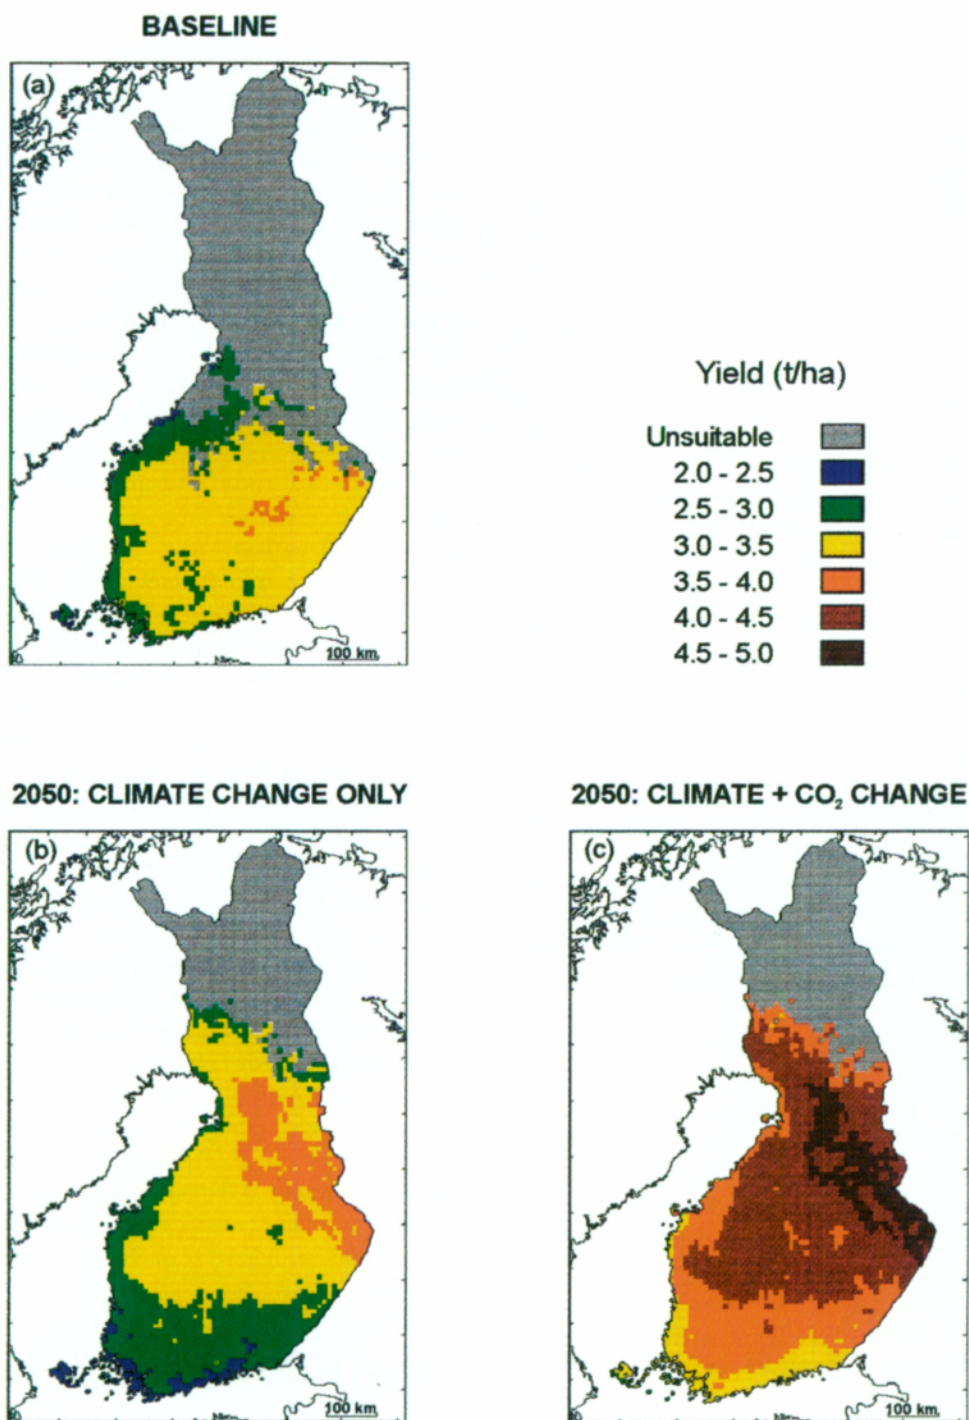 BASELINE
(a)
100 km
Yield (t/ha)
Unsuitable
2.0 - 2.5
2.5 - 3.0
3.0 - 3.5
3.5 - 4.0
4.0 - 4.5
4.5 - 5.0
2050: CLIMATE CHANGE ONLY
2050: CLIMATE + CO₂ CHANGE
(b)
(c)
100 km
100 km